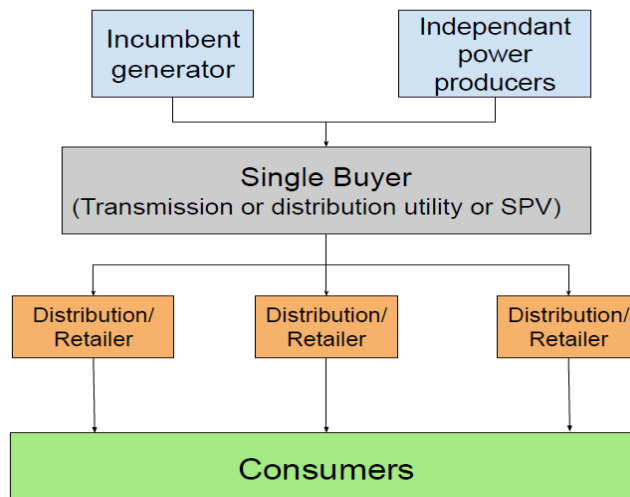 Incumbent
generator
Independant
power
producers
Single Buyer
(Transmission or distribution utility or SPV)
Distribution/
Retailer
Distribution/
Retailer
Distribution/
Retailer
Consumers